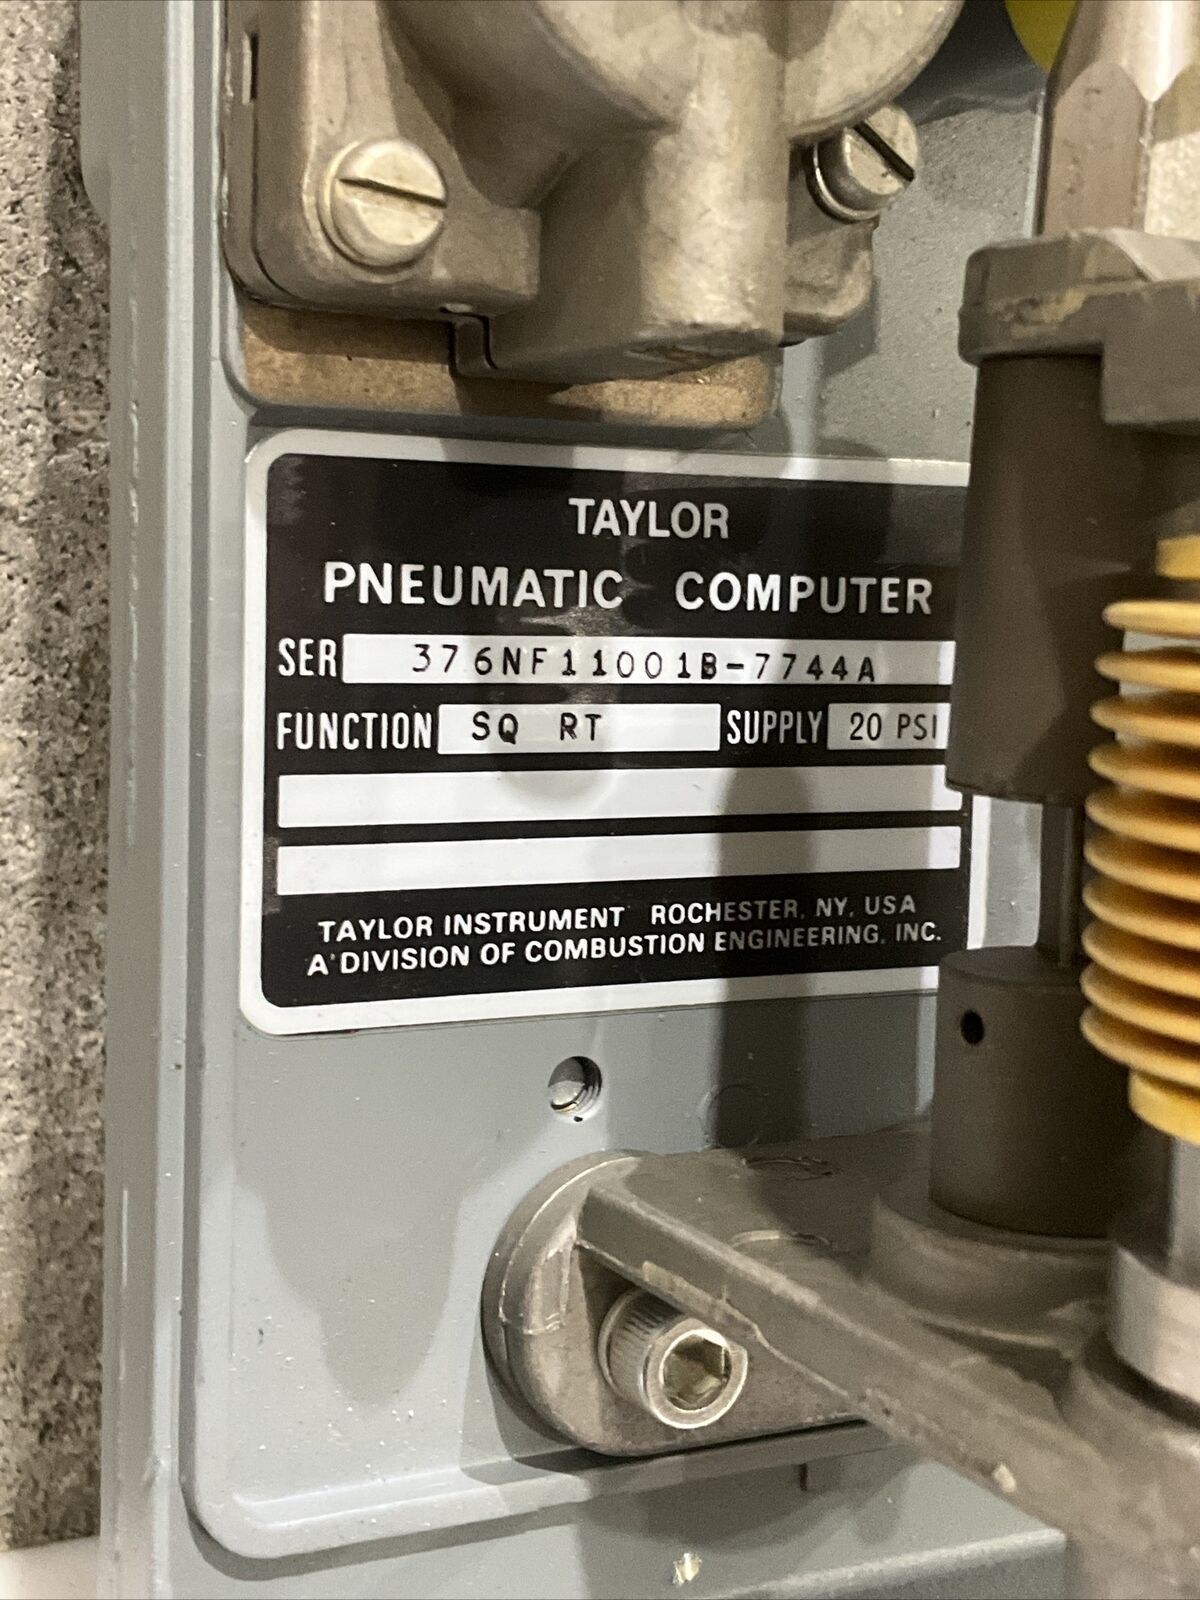 TAYLOR
PNEUMATIC COMPUTER
SER 376NF11001B-7744A
FUNCTION SQ RT SUPPLY 20 PSI
TAYLOR INSTRUMENT ROCHESTER, NY, USA
A DIVISION OF COMBUSTION ENGINEERING, INC.